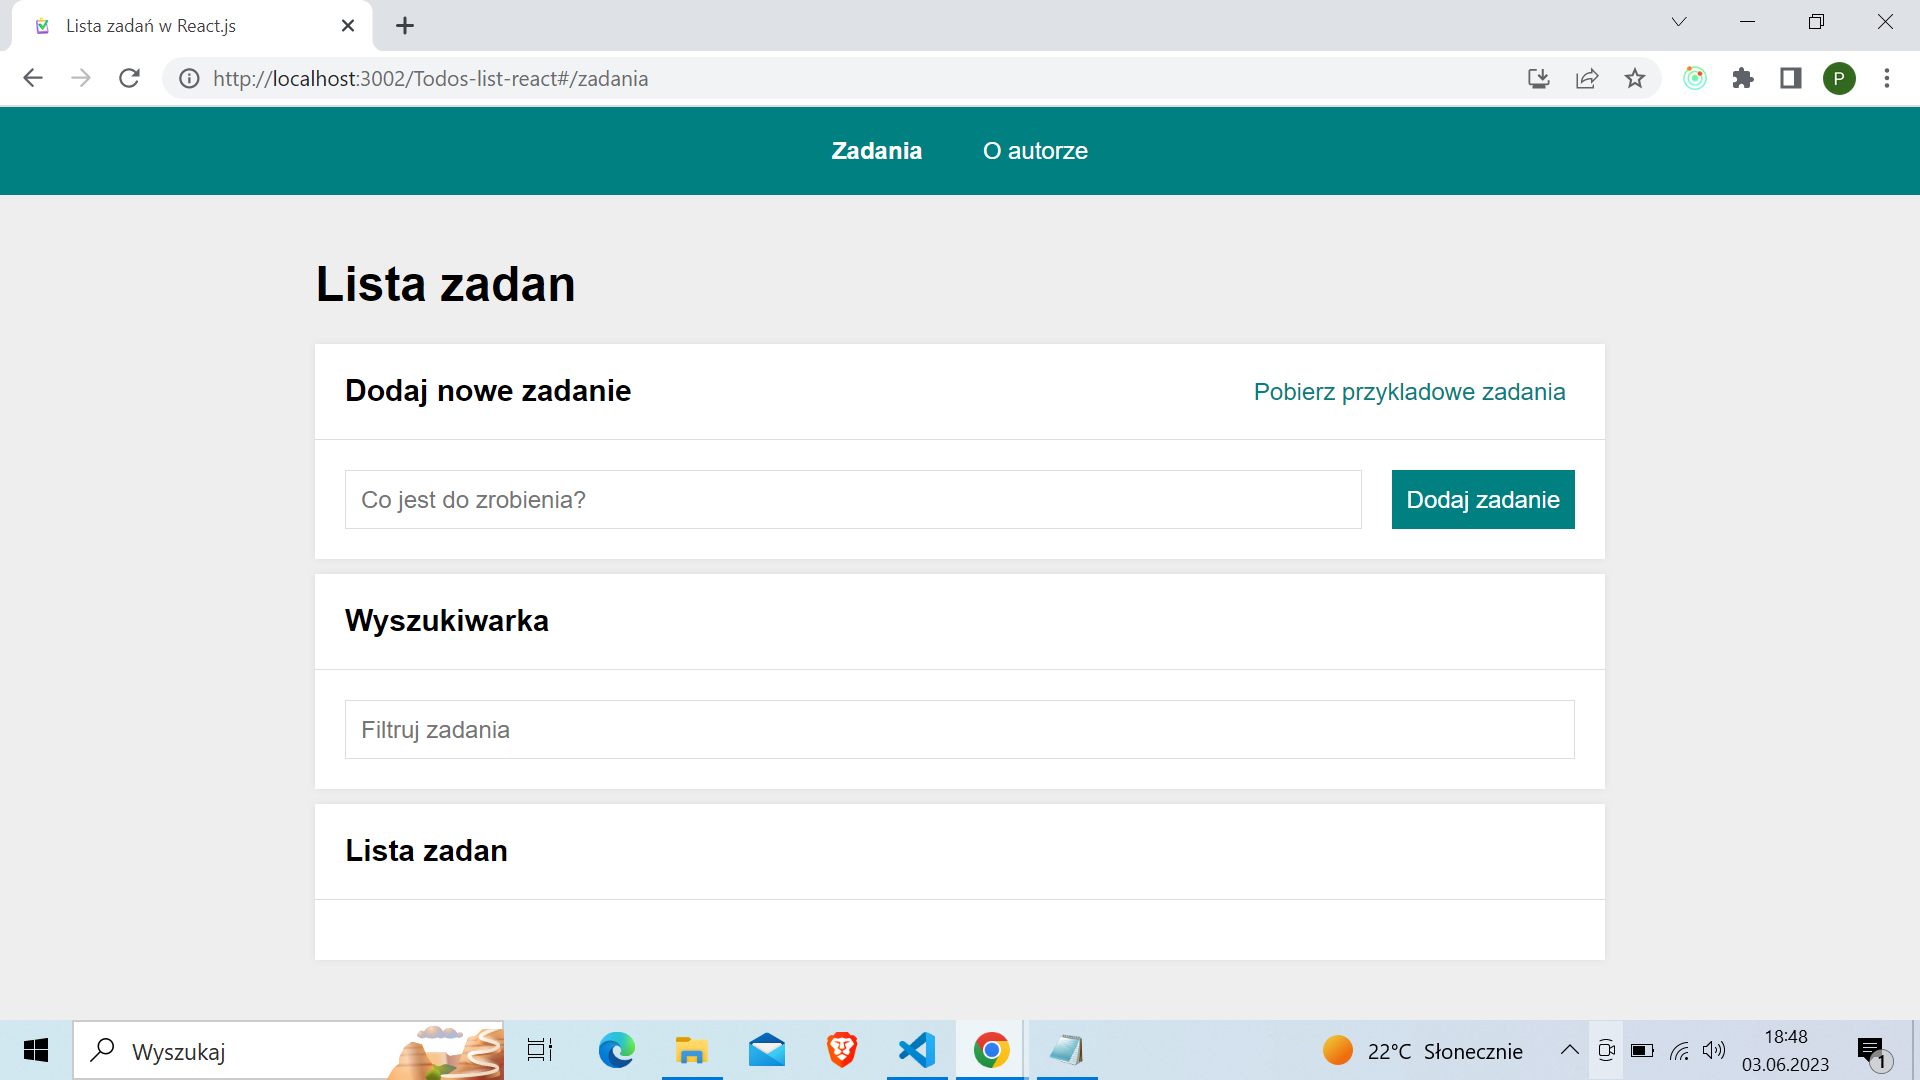 Lista zadań w React.js
http://localhost:3002/Todos-list-react#/zadania
P
Zadania O autorze
Lista zadan
Dodaj nowe zadanie Pobierz przykladowe zadania
Co jest do zrobienia? Dodaj zadanie
Wyszukiwarka
Filtruj zadania
Lista zadan
Wyszukaj
22°C Słonecznie
18:48
03.06.2023
1